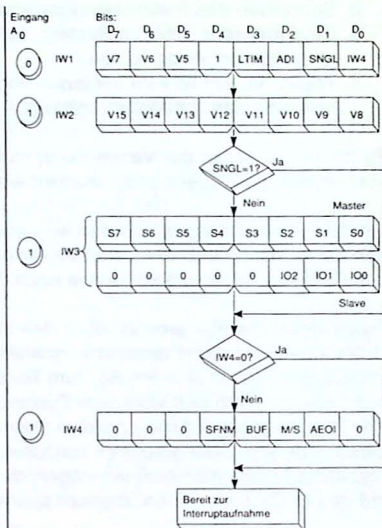 Eingang Bits:
A0 D7 D6 D5 D4 D3 D2 D1 D0
0 IW1 V7 V6 V5 1 LTIM ADI SNGL IW4
1 IW2 V15 V14 V13 V12 V11 V10 V9 V8
SNGL=1? Ja
Nein Master
1 IW3 S7 S6 S5 S4 S3 S2 S1 S0
0 0 0 0 0 IO2 IO1 IO0
Slave
IW4=0? Ja
Nein
1 IW4 0 0 0 SFNM BUF M/S AEOI 0
Bereit zur
Interruptaufnahme